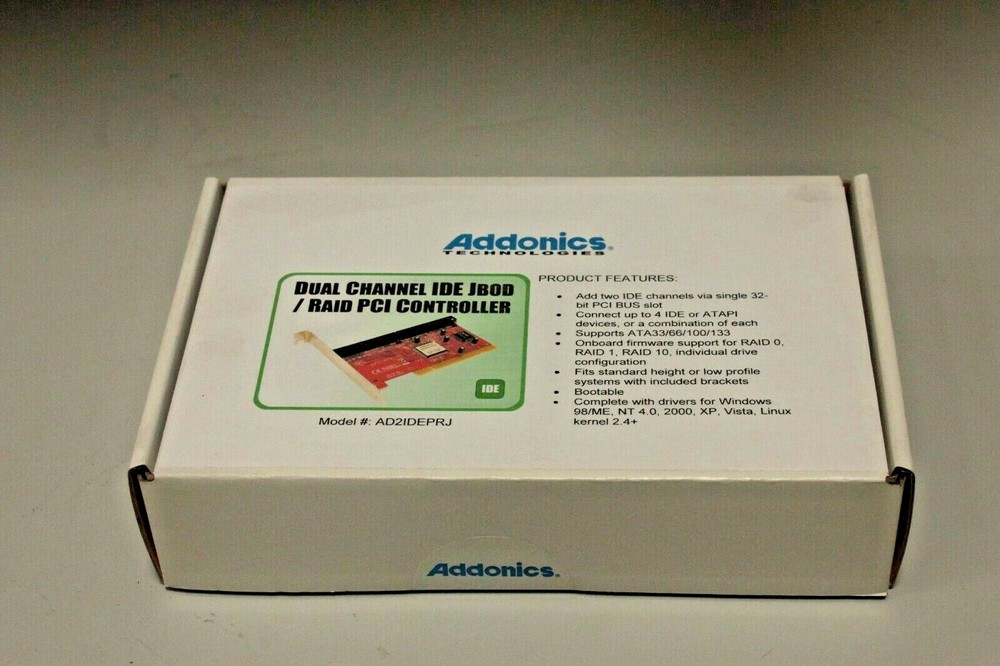 Addonics
TECHNOLOGIES
DUAL CHANNEL IDE JBOD
/ RAID PCI CONTROLLER
IDE
Model #: AD2IDEPRJ
PRODUCT FEATURES:
• Add two IDE channels via single 32-
bit PCI BUS slot
• Connect up to 4 IDE or ATAPI
devices, or a combination of each
• Supports ATA33/66/100/133
• Onboard firmware support for RAID 0,
RAID 1, RAID 10, individual drive
configuration
• Fits standard height or low profile
systems with included brackets
• Bootable
• Complete with drivers for Windows
98/ME, NT 4.0, 2000, XP, Vista, Linux
kernel 2.4+
Addonics